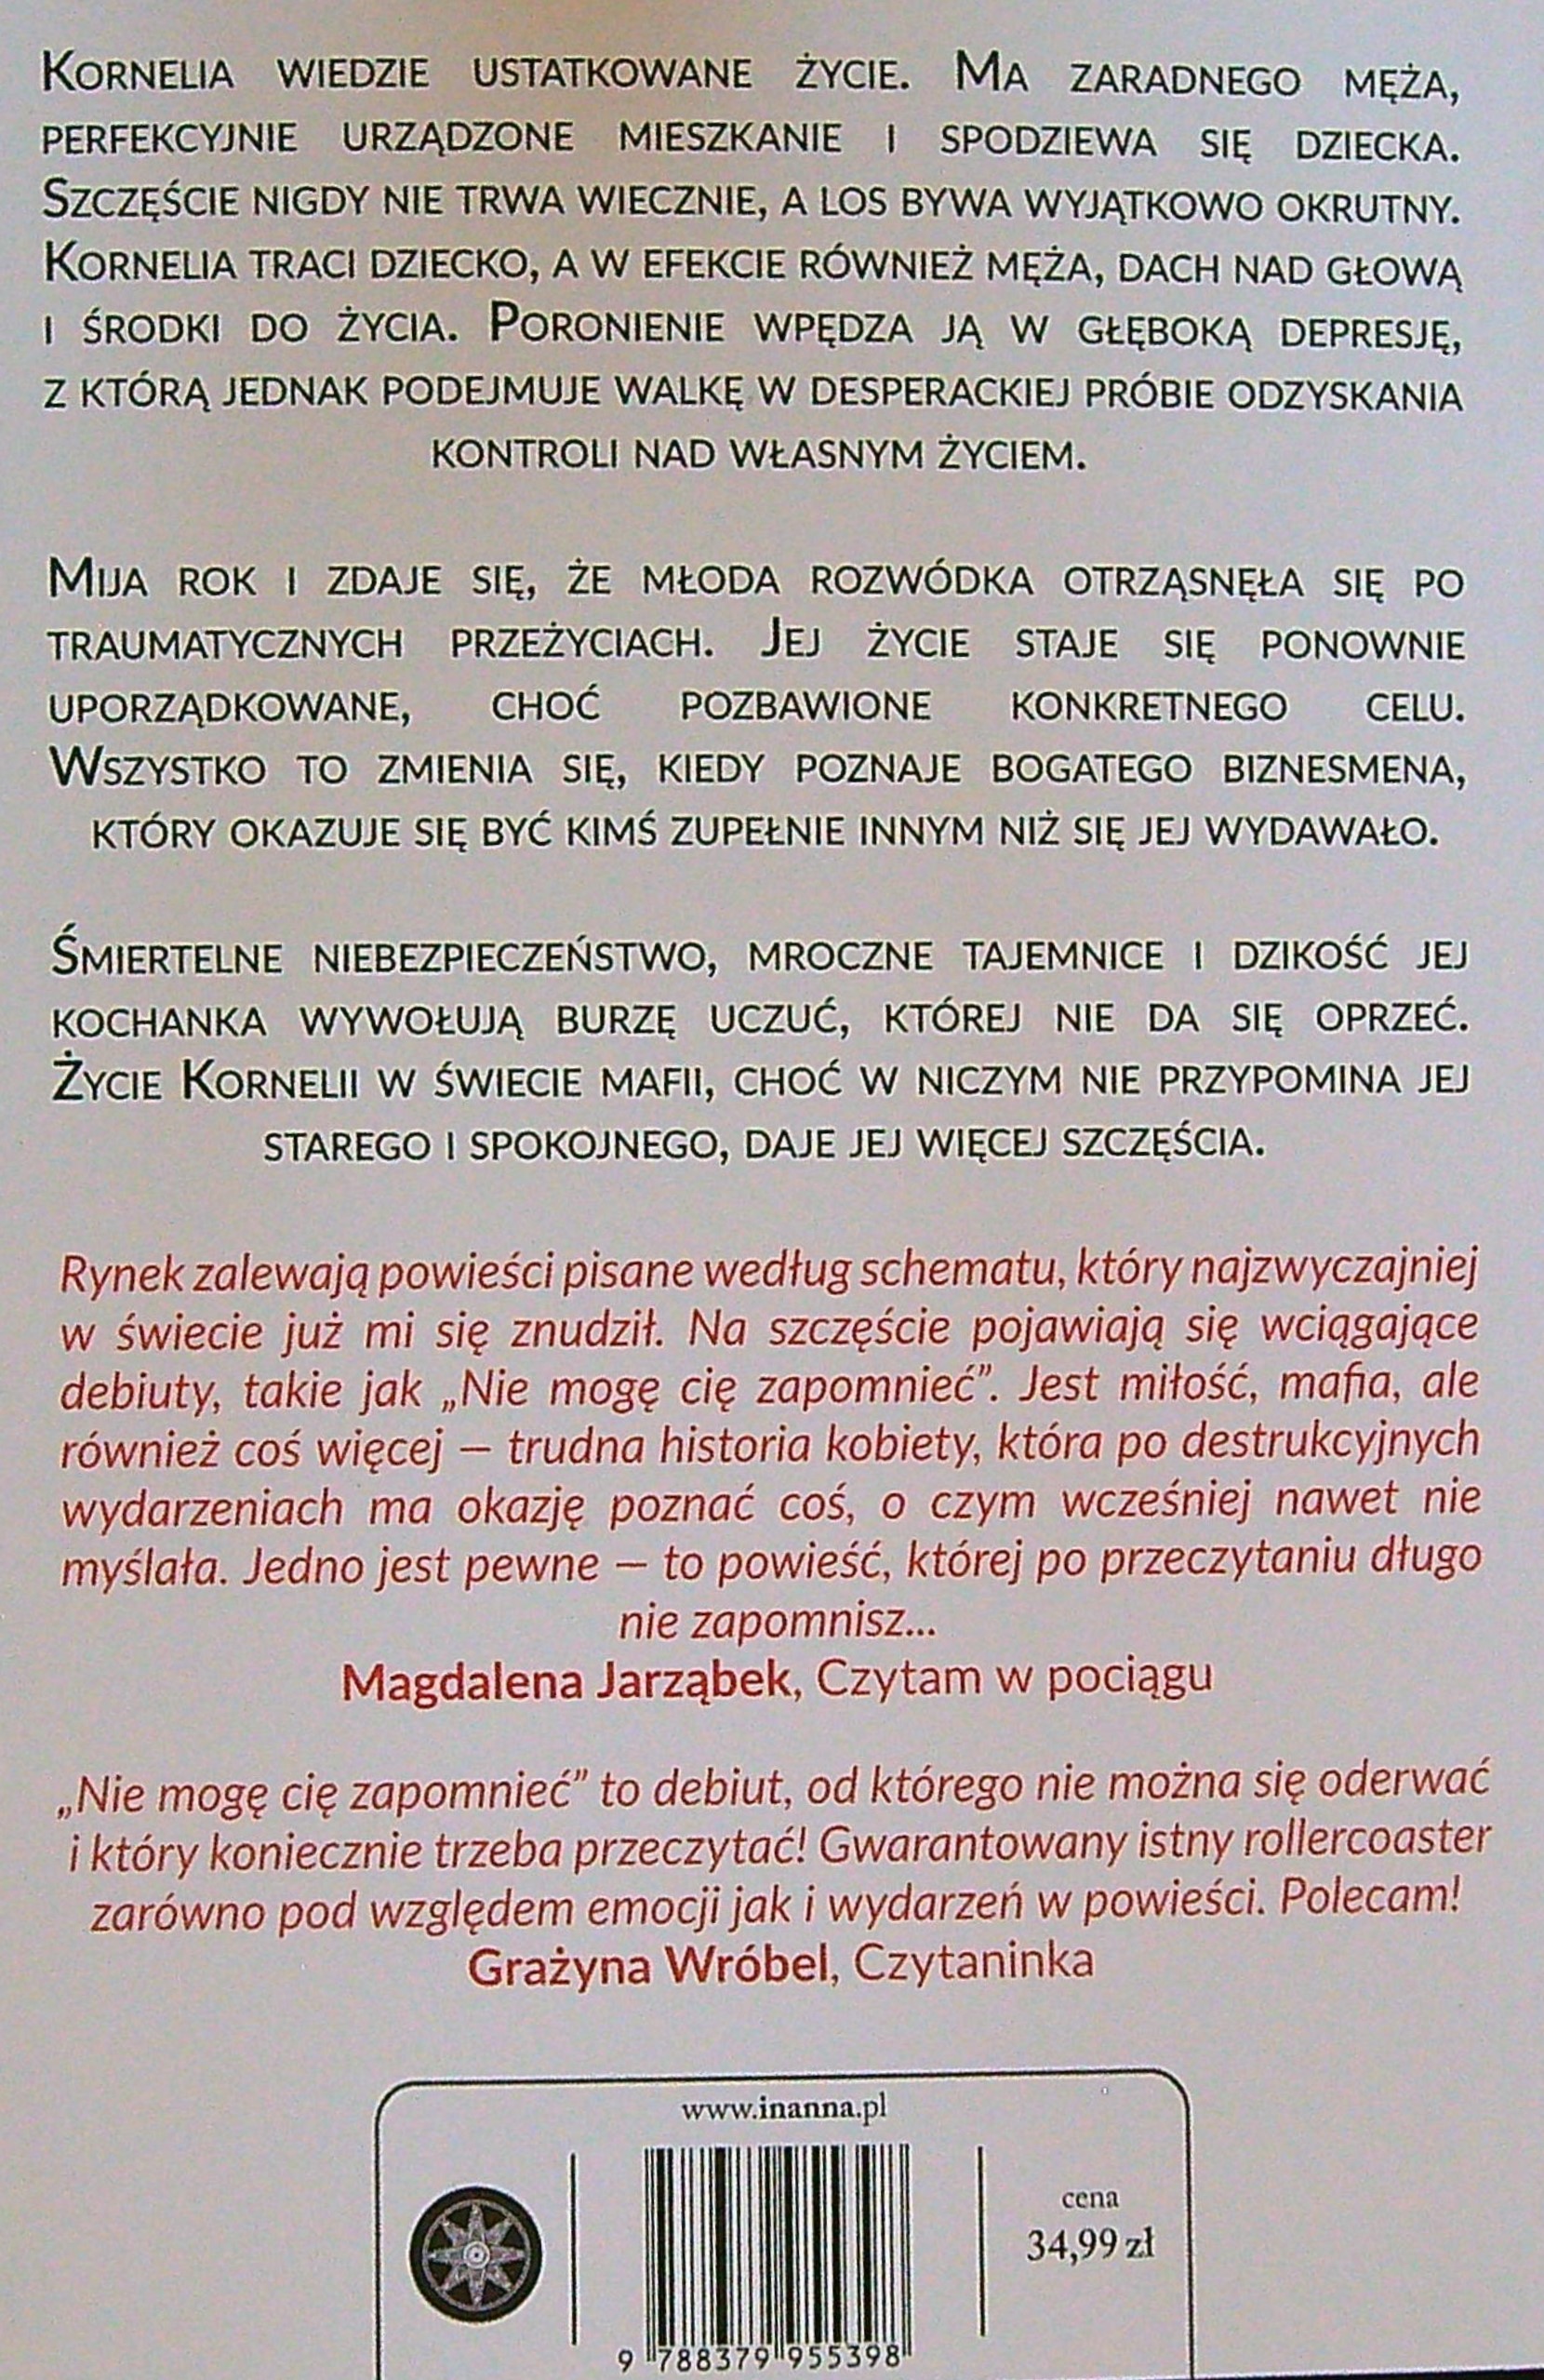 Kornelia wiedzie ustatkowane życie. Ma zaradnego męża,
perfekcyjnie urządzone mieszkanie i spodziewa się dziecka.
Szczęście nigdy nie trwa wiecznie, a los bywa wyjątkowo okrutny.
Kornelia traci dziecko, a w efekcie również męża, dach nad głową
i środki do życia. Poronienie wpędza ją w głęboką depresję,
z którą jednak podejmuje walkę w desperackiej próbie odzyskania
kontroli nad własnym życiem.
Mija rok i zdaje się, że młoda rozwódka otrząsnęła się po
traumatycznych przeżyciach. Jej życie staje się ponownie
uporządkowane, choć pozbawione konkretnego celu.
Wszystko to zmienia się, kiedy poznaje bogatego biznesmena,
który okazuje się być kimś zupełnie innym niż się jej wydawało.
Śmiertelne niebezpieczeństwo, mroczne tajemnice i dzikość jej
kochanka wywołują burzę uczuć, której nie da się oprzeć.
Życie Kornelii w świecie mafii, choć w niczym nie przypomina jej
starego i spokojnego, daje jej więcej szczęścia.
Rynek zalewają powieści pisane według schematu, który najzwyczajniej
w świecie już mi się znudził. Na szczęście pojawiają się wciągające
debiuty, takie jak „Nie mogę cię zapomnieć”. Jest miłość, mafia, ale
również coś więcej – trudna historia kobiety, która po destrukcyjnych
wydarzeniach ma okazję poznać coś, o czym wcześniej nawet nie
myślała. Jedno jest pewne – to powieść, której po przeczytaniu długo
nie zapomnisz...
Magdalena Jarząbek, Czytam w pociągu
„Nie mogę cię zapomnieć” to debiut, od którego nie można się oderwać
i który koniecznie trzeba przeczytać! Gwarantowany istny rollercoaster
zarówno pod względem emocji jak i wydarzeń w powieści. Polecam!
Grażyna Wróbel, Czytaninka
www.inanna.pl
cena
34,99 zł
9 788379 955398